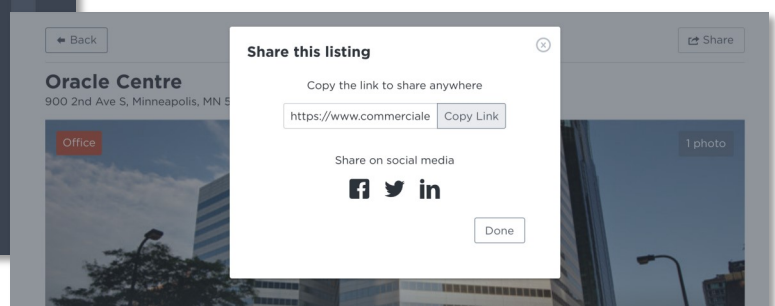 Back
Share
Share this listing
Oracle Centre
900 2nd Ave S, Minneapolis, MN 5
Copy the link to share anywhere
https://www.commerciale
Copy Link
Office
1 photo
Share on social media
Done